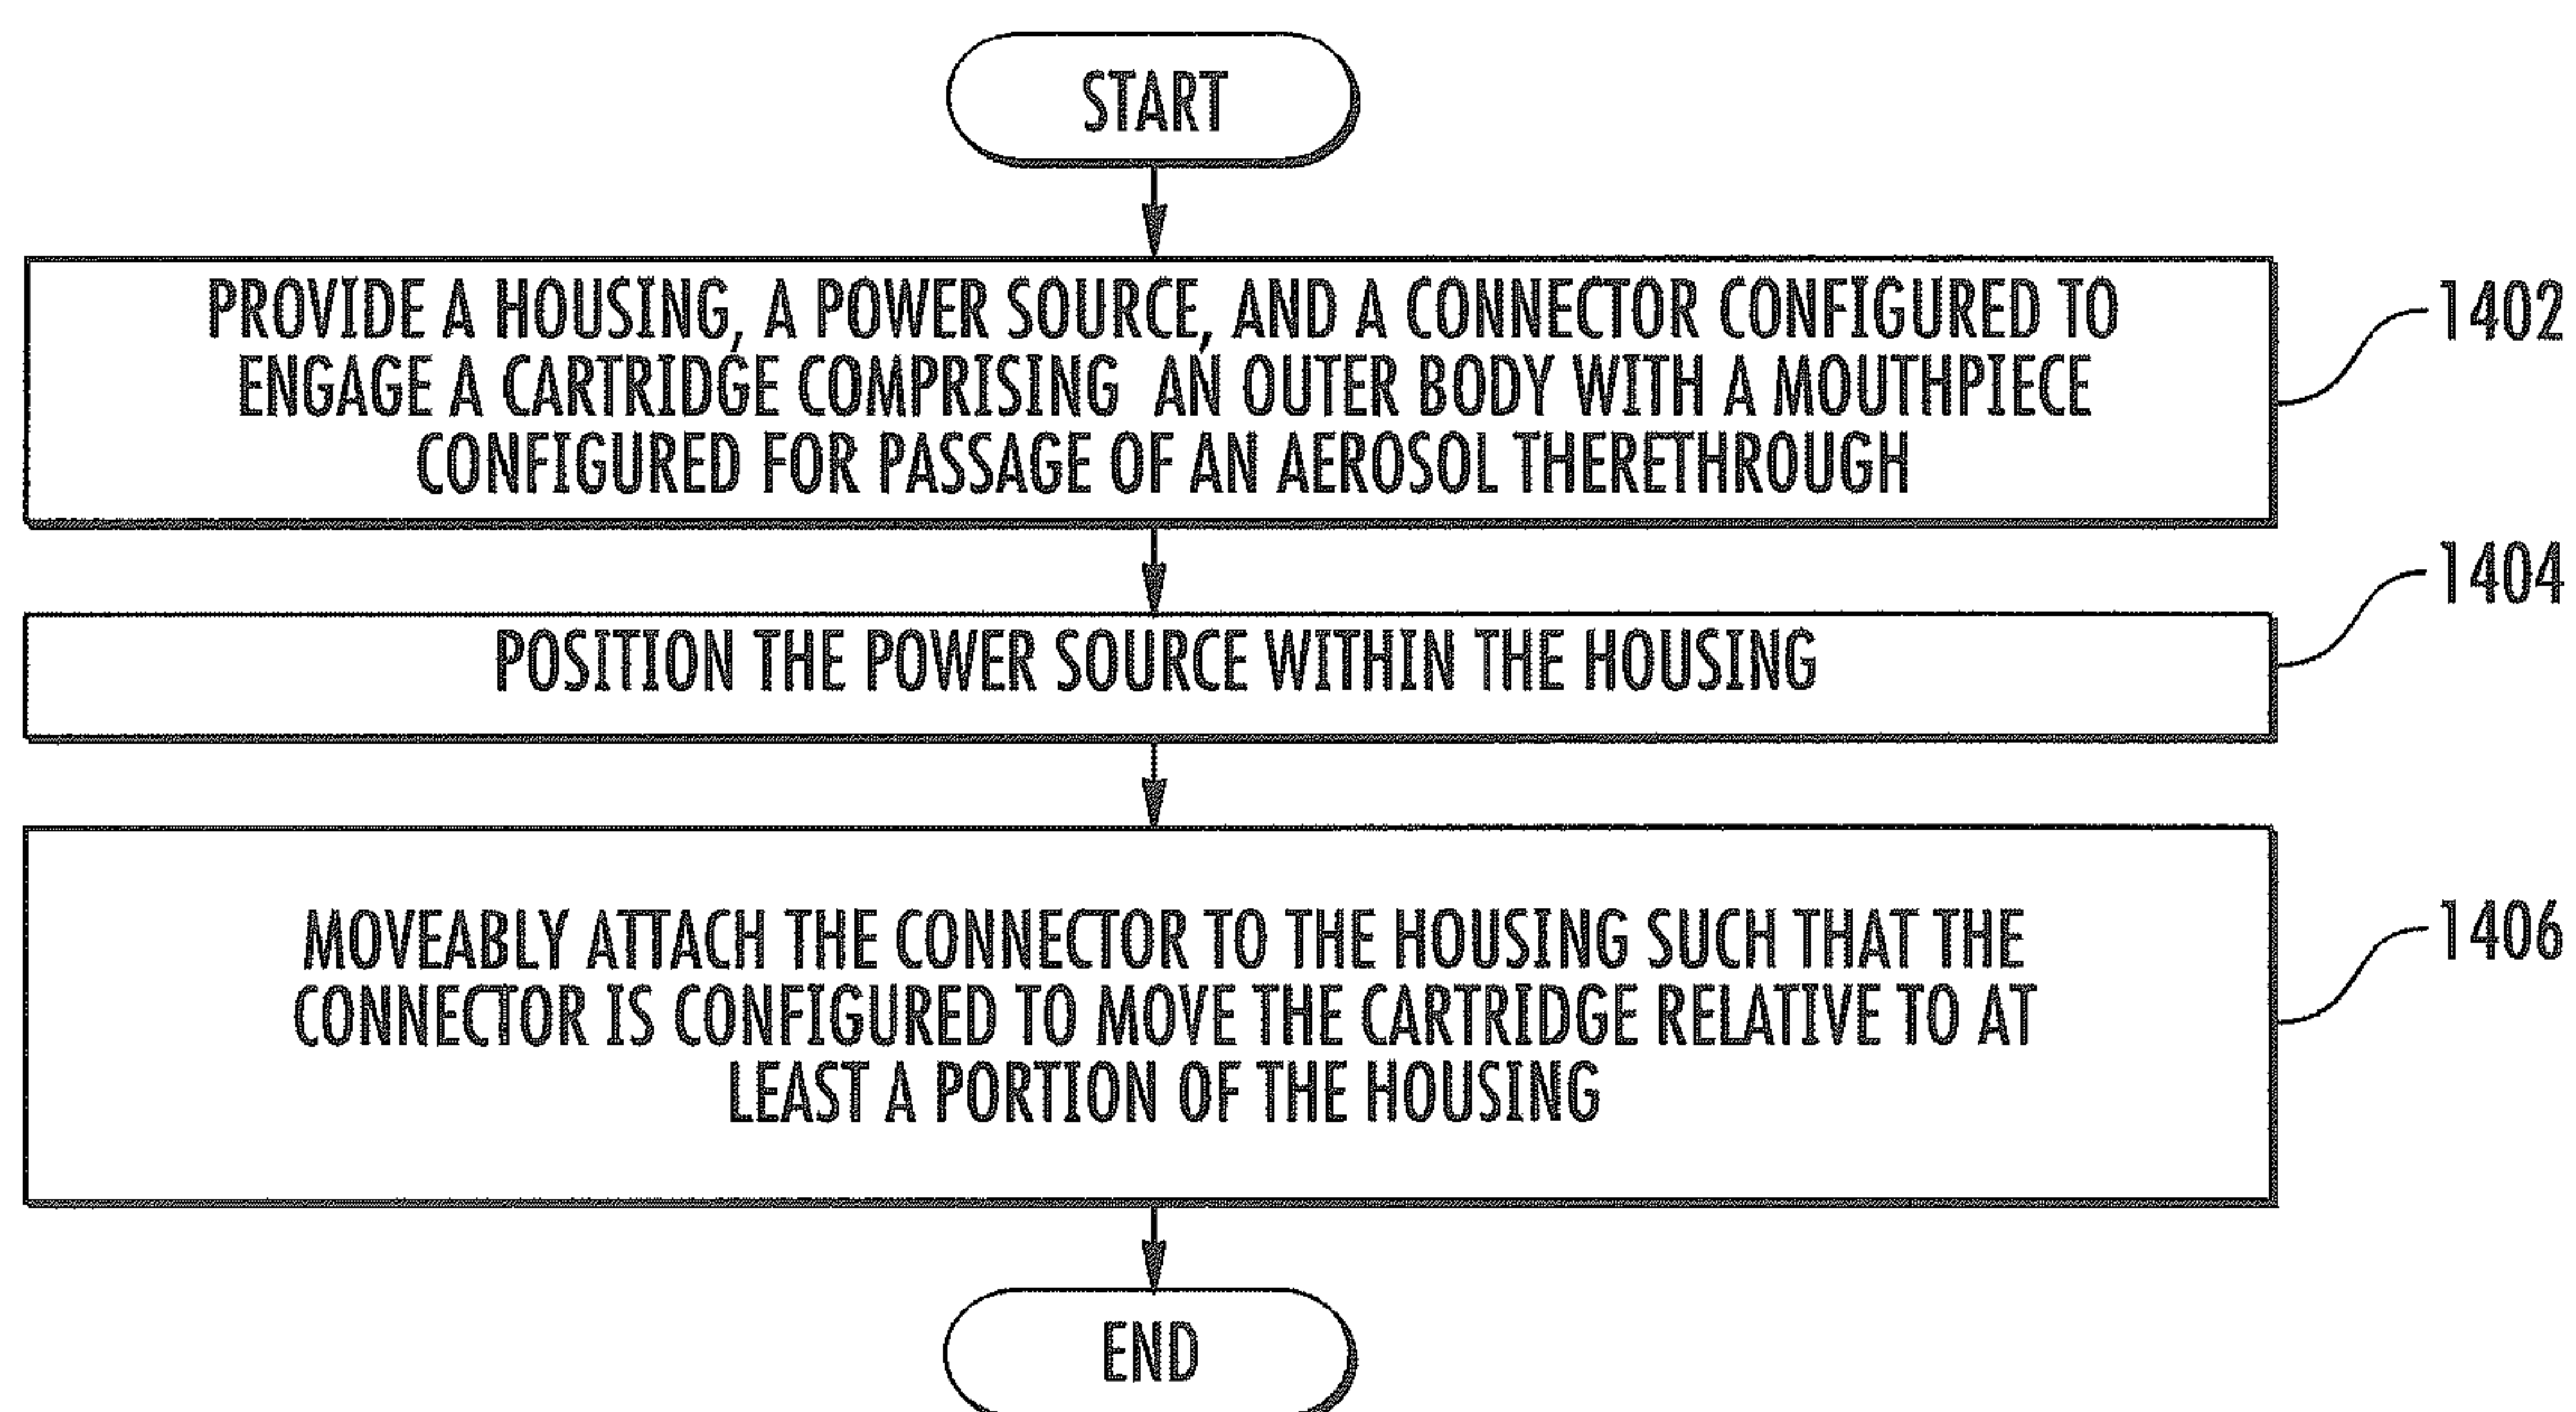 START
PROVIDE A HOUSING, A POWER SOURCE, AND A CONNECTOR CONFIGURED TO
ENGAGE A CARTRIDGE COMPRISING AN OUTER BODY WITH A MOUTHPIECE
CONFIGURED FOR PASSAGE OF AN AEROSOL THERETHROUGH
1402
POSITION THE POWER SOURCE WITHIN THE HOUSING
1404
MOVEABLY ATTACH THE CONNECTOR TO THE HOUSING SUCH THAT THE
CONNECTOR IS CONFIGURED TO MOVE THE CARTRIDGE RELATIVE TO AT
LEAST A PORTION OF THE HOUSING
1406
END